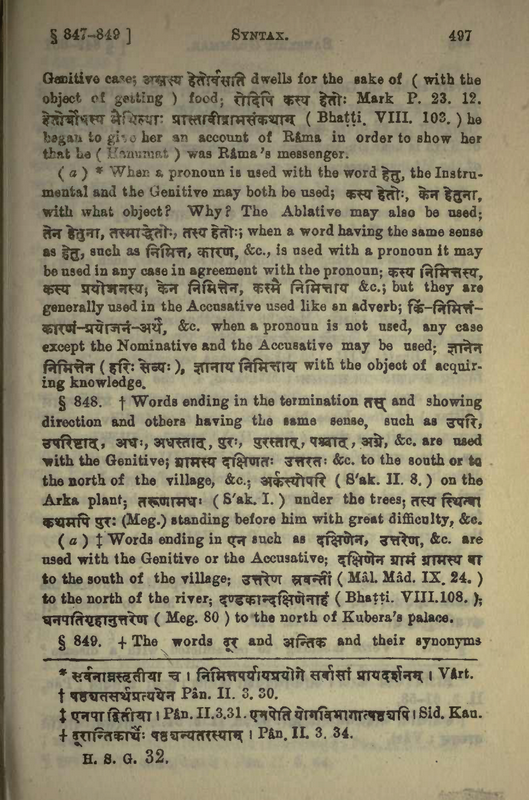 § 847-849 ] SYNTAX. 497
Genitive case; अन्नस्य हेतोर्वसति dwells for the sake of ( with the
object of getting ) food; रोदिषि कस्य हेतोः Mark P. 23. 12.
प्रास्तावीद्रामसंकथाम् ( Bhaṭṭi. VIII. 103. ) he
began to give her an account of Râma in order to show her
that he ( Hanumat ) was Râma's messenger.
( a ) * When a pronoun is used with the word हेतु, the Instru-
mental and the Genitive may both be used; कस्य हेतोः, केन हेतुना,
with what object? Why? The Ablative may also be used;
तेन हेतुना, तस्माद्धेतोः, तस्य हेतोः; when a word having the same sense
as हेतु, such as निमित्त, कारण, &c., is used with a pronoun it may
be used in any case in agreement with the pronoun; कस्य निमित्तस्य,
कस्य प्रयोजनस्य; केन निमित्तेन, कस्मै निमित्ताय &c.; but they are
generally used in the Accusative used like an adverb; किं-निमित्तं-
कारणं-प्रयोजनं-अर्थं, &c. when a pronoun is not used, any case
except the Nominative and the Accusative may be used; ज्ञानेन
निमित्तेन ( हरिः सेव्यः ), ज्ञानाय निमित्ताय with the object of acquir-
ing knowledge.
§ 848. † Words ending in the termination तस् and showing
direction and others having the same sense, such as उपरि,
उपरिष्टात्, अधः, अधस्तात्, पुरः, पुरस्तात्, पश्चात्, अग्रे, &c. are used
with the Genitive; ग्रामस्य दक्षिणतः उत्तरतः &c. to the south or to
the north of the village, &c.; अर्कस्योपरि ( S'ak. II. 8. ) on the
Arka plant; तरूणामधः ( S'ak. I. ) under the trees; तस्य स्थित्वा
कथमपि पुरः (Meg.) standing before him with great difficulty, &c.
( a ) ‡ Words ending in एन such as दक्षिणेन, उत्तरेण, &c. are
used with the Genitive or the Accusative; दक्षिणेन ग्रामं ग्रामस्य वा
to the south of the village; उत्तरेण स्रवन्तीं ( Mâl. Mâd. IX. 24. )
to the north of the river; दण्डकान्दक्षिणेनाहं ( Bhaṭṭi. VIII.108. );
धनपतिगृहादुत्तरेण ( Meg. 80 ) to the north of Kubera's palace.
§ 849. + The words दूर and अन्तिक and their synonyms
* सर्वनाम्नस्तृतीया च । निमित्तपर्यायप्रयोगे सर्वासां प्रायदर्शनम् । Vârt.
† षष्ठ्यतसर्थप्रत्ययेन Pân. II. 3. 30.
‡ एनपा द्वितीया । Pân. II.3.31. एनपेति योगविभागात्षष्ठ्यपि । Sid. Kau.
+ दूरान्तिकार्थैः षष्ठ्यन्यतरस्याम् । Pân. II. 3. 34.
H. S. G. 32.